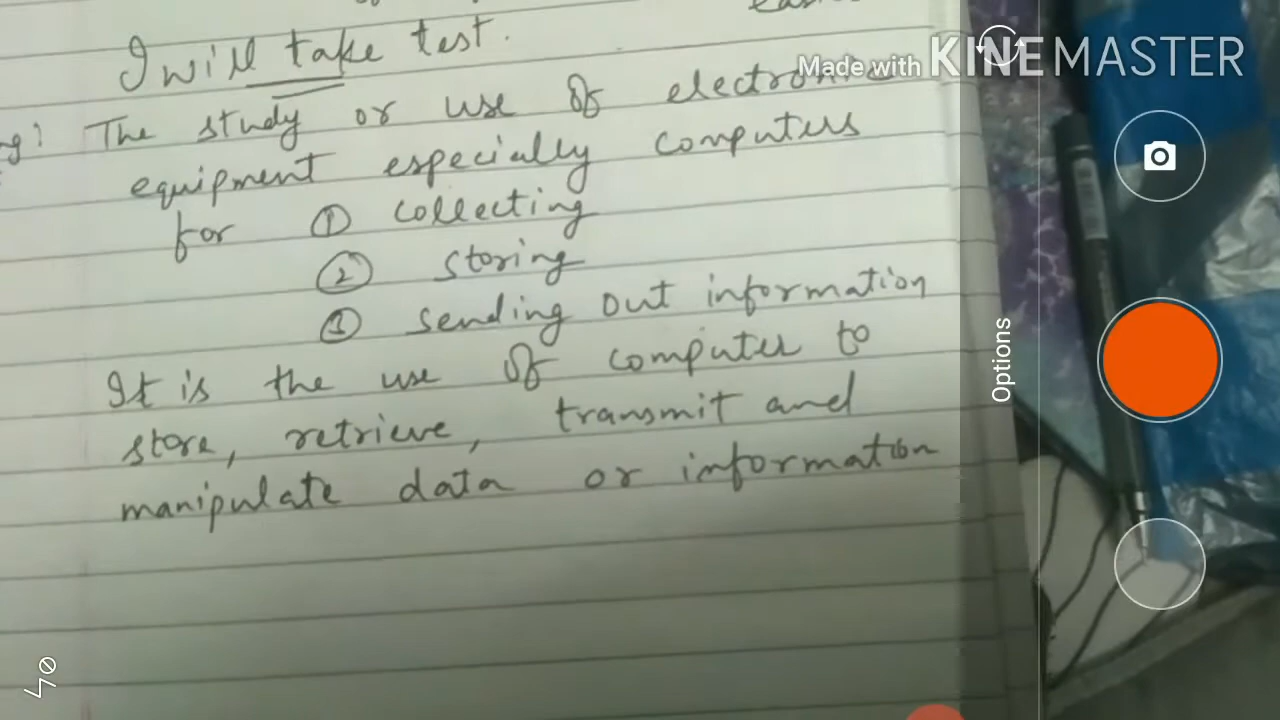 I will take test.
The study or use of electronic
equipment especially computers
for ① collecting
② storing
③ sending out information
It is the use of computer to
store, retrieve, transmit and
manipulate data or information
Made with KINEMASTER
Options